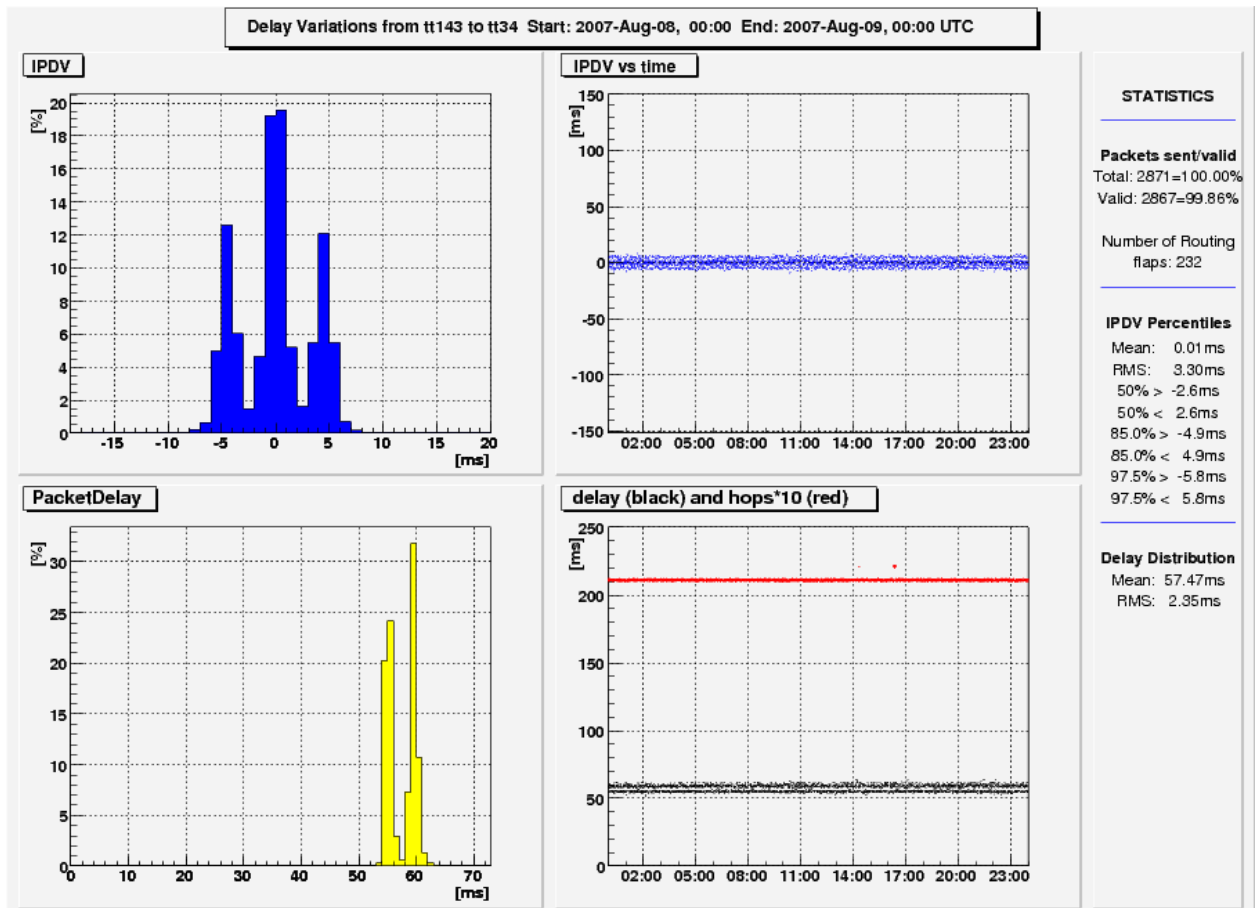 Delay Variations from tt143 to tt34 Start: 2007-Aug-08, 00:00 End: 2007-Aug-09, 00:00 UTC
IPDV
[%]
20
18
16
14
12
10
8
6
4
2
0
-15 -10 -5 0 5 10 15 20
[ms]
IPDV vs time
[ms]
150
100
50
0
-50
-100
-150
02:00 05:00 08:00 11:00 14:00 17:00 20:00 23:00
PacketDelay
[%]
30
25
20
15
10
5
0
0 10 20 30 40 50 60 70
[ms]
delay (black) and hops*10 (red)
[ms]
250
200
150
100
50
0
02:00 05:00 08:00 11:00 14:00 17:00 20:00 23:00
STATISTICS
Packets sent/valid
Total: 2871=100.00%
Valid: 2867=99.86%
Number of Routing
flaps: 232
IPDV Percentiles
Mean: 0.01ms
RMS: 3.30ms
50% > -2.6ms
50% < 2.6ms
85.0% > -4.9ms
85.0% < 4.9ms
97.5% > -5.8ms
97.5% < 5.8ms
Delay Distribution
Mean: 57.47ms
RMS: 2.35ms